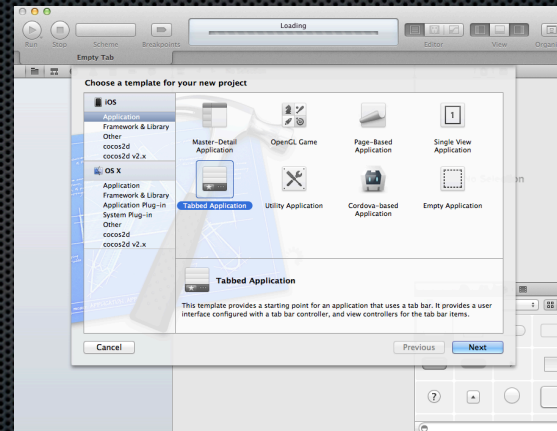 Loading
Run Stop Scheme Breakpoints Editor View
Empty Tab
Choose a template for your new project
iOS
Application
Framework & Library
Other
cocos2d
cocos2d v2.x
OS X
Application
Framework & Library
Application Plug-in
System Plug-in
Other
cocos2d
cocos2d v2.x
Master-Detail
Application
OpenGL Game
Page-Based
Application
1
Single View
Application
Tabbed Application
Utility Application
Cordova-based
Application
Empty Application
Tabbed Application
This template provides a starting point for an application that uses a tab bar. It provides a user
interface configured with a tab bar controller, and view controllers for the tab bar items.
Cancel
Previous
Next
?